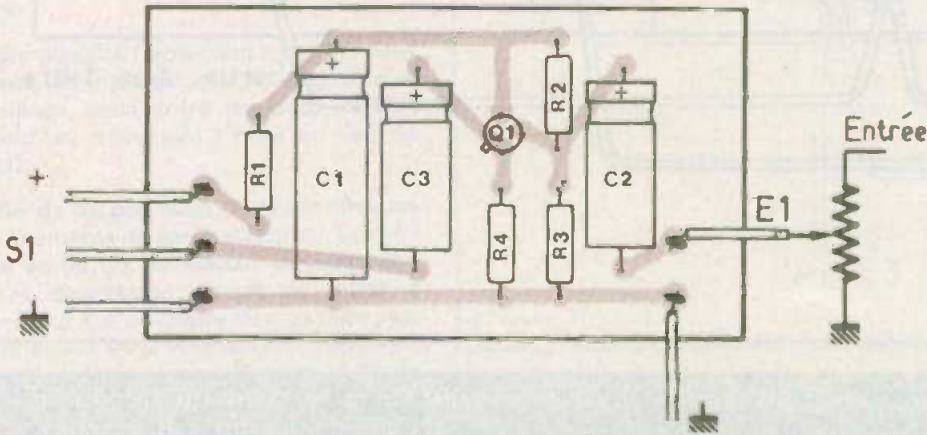 +
+
+
R2
Q1
Entrée
R1
C1
C3
C2
+
E1
S1
R4
R3